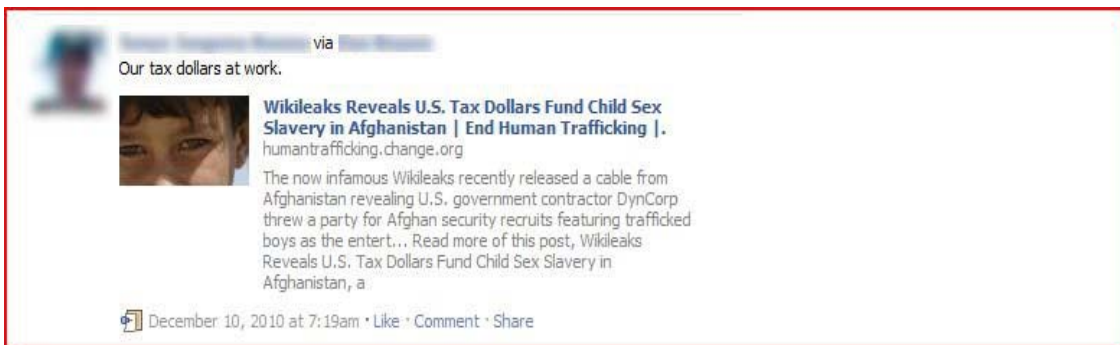 via
Our tax dollars at work.
Wikileaks Reveals U.S. Tax Dollars Fund Child Sex
Slavery in Afghanistan | End Human Trafficking |.
humantrafficking.change.org
The now infamous Wikileaks recently released a cable from
Afghanistan revealing U.S. government contractor DynCorp
threw a party for Afghan security recruits featuring trafficked
boys as the entert... Read more of this post, Wikileaks
Reveals U.S. Tax Dollars Fund Child Sex Slavery in
Afghanistan, a
December 10, 2010 at 7:19am · Like · Comment · Share